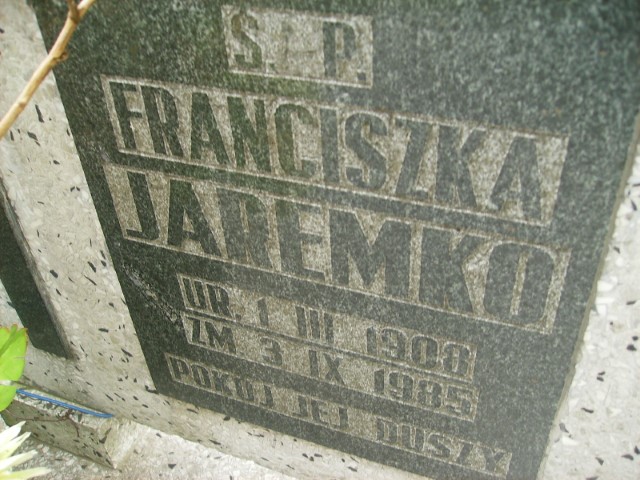 Ś. † P.
FRANCISZKA
JAREMKO
UR. 1 III 1908
ZM 3 IX 1985
POKÓJ JEJ DUSZY